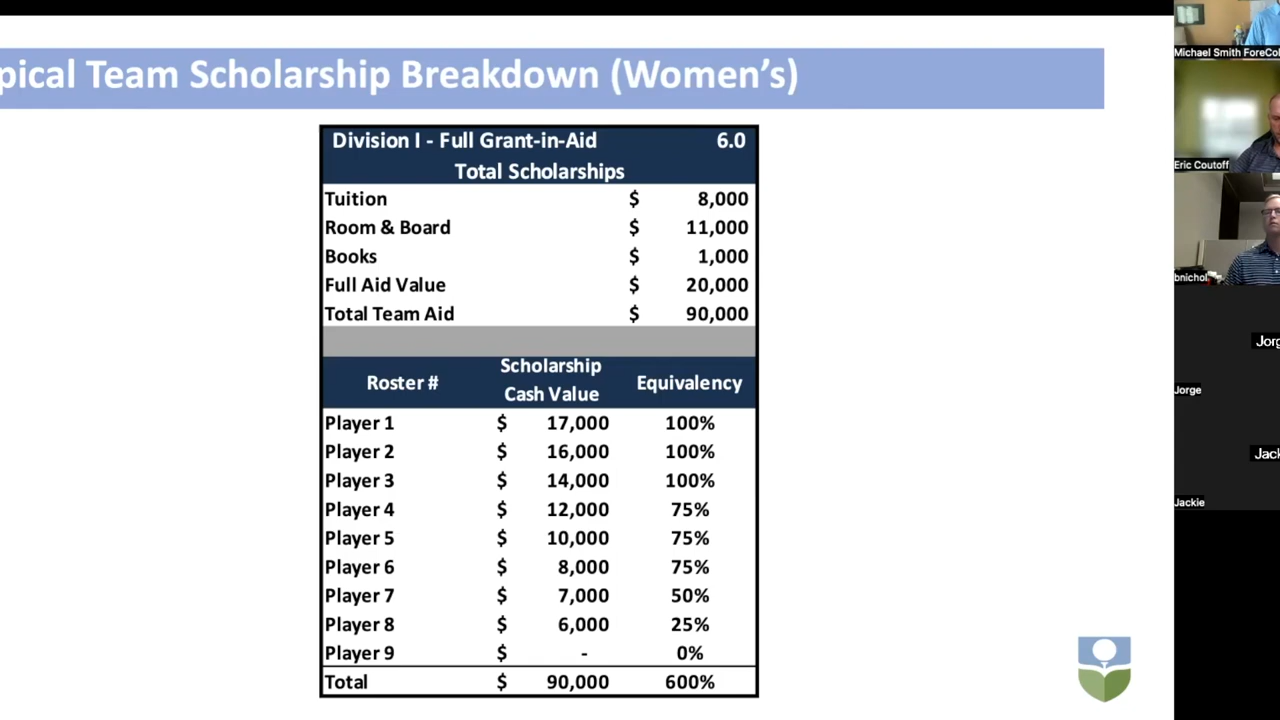 pical Team Scholarship Breakdown (Women's)
Division I - Full Grant-in-Aid 6.0
Total Scholarships
Tuition $ 8,000
Room & Board $ 11,000
Books $ 1,000
Full Aid Value $ 20,000
Total Team Aid $ 90,000
Roster # Scholarship Cash Value Equivalency
Player 1 $ 17,000 100%
Player 2 $ 16,000 100%
Player 3 $ 14,000 100%
Player 4 $ 12,000 75%
Player 5 $ 10,000 75%
Player 6 $ 8,000 75%
Player 7 $ 7,000 50%
Player 8 $ 6,000 25%
Player 9 $ - 0%
Total $ 90,000 600%
Michael Smith ForeCol
Eric Coutoff
bnichol
Jorg
Jorge
Jack
Jackie